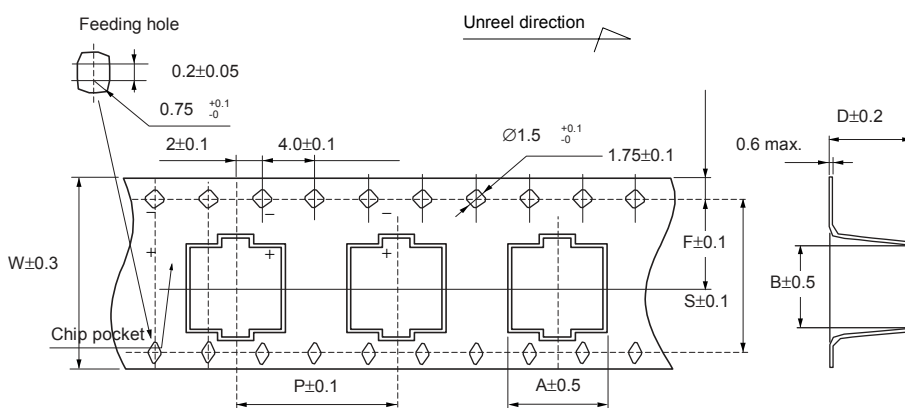 Feeding hole
Unreel direction
0.2±0.05
0.75 +0.1 -0
2±0.1
4.0±0.1
Ø1.5 +0.1 -0
1.75±0.1
0.6 max.
D±0.2
− − −
+ + +
W±0.3
F±0.1
S±0.1
B±0.5
Chip pocket
P±0.1
A±0.5